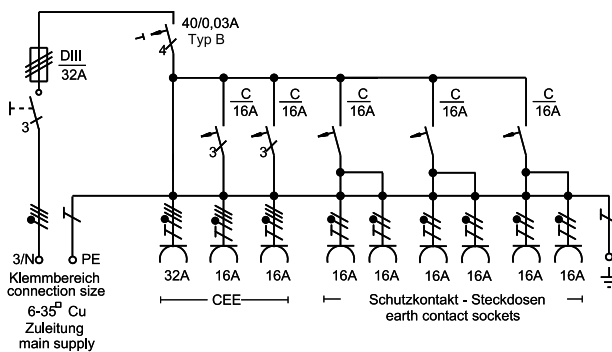 40/0,03A
Typ B
4
DIII
32A
3
C
16A
C
16A
C
16A
C
16A
C
16A
3
3
3/N
PE
32A
16A
16A
16A
16A
16A
16A
16A
16A
Klemmbereich
connection size
6-35 Cu
Zuleitung
main supply
CEE
Schutzkontakt - Steckdosen
earth contact sockets